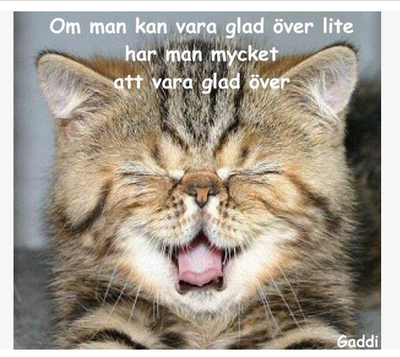 Om man kan vara glad över lite
har man mycket
att vara glad över
Gaddi